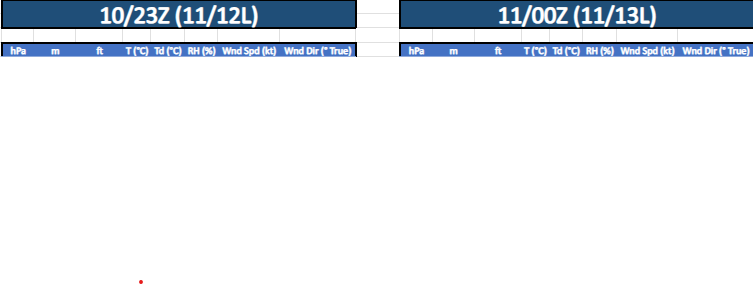 10/23Z (11/12L) 11/00Z (11/13L)
hPa m ft T (°C) Td (°C) RH (%) Wnd Spd (kt) Wnd Dir (° True) hPa m ft T (°C) Td (°C) RH (%) Wnd Spd (kt) Wnd Dir (° True)